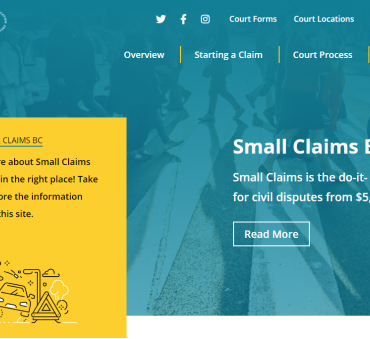 Court Forms Court Locations
Overview Starting a Claim Court Process
CLAIMS BC
re about Small Claims
in the right place! Take
ore the information
this site.
Small Claims B
Small Claims is the do-it-
for civil disputes from $5,
Read More